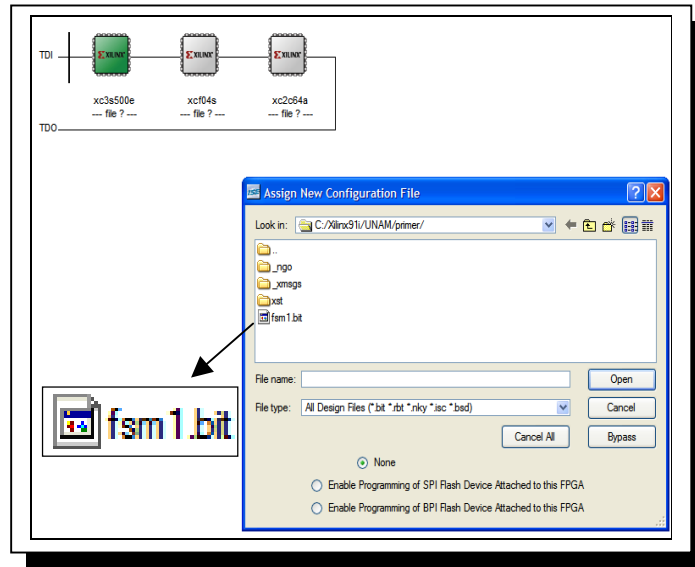 TDI
XILINX XILINX XILINX
xc3s500e xcf04s xc2c64a
--- file ? --- --- file ? --- --- file ? ---
TDO
Assign New Configuration File
Look in: C:/Xilinx91i/UNAM/primer/
..
_ngo
_xmsgs
xst
fsm1.bit
File name: Open
File type: All Design Files (*.bit *.rbt *.nky *.isc *.bsd) Cancel
Cancel All Bypass
None
Enable Programming of SPI Flash Device Attached to this FPGA
Enable Programming of BPI Flash Device Attached to this FPGA
fsm1.bit